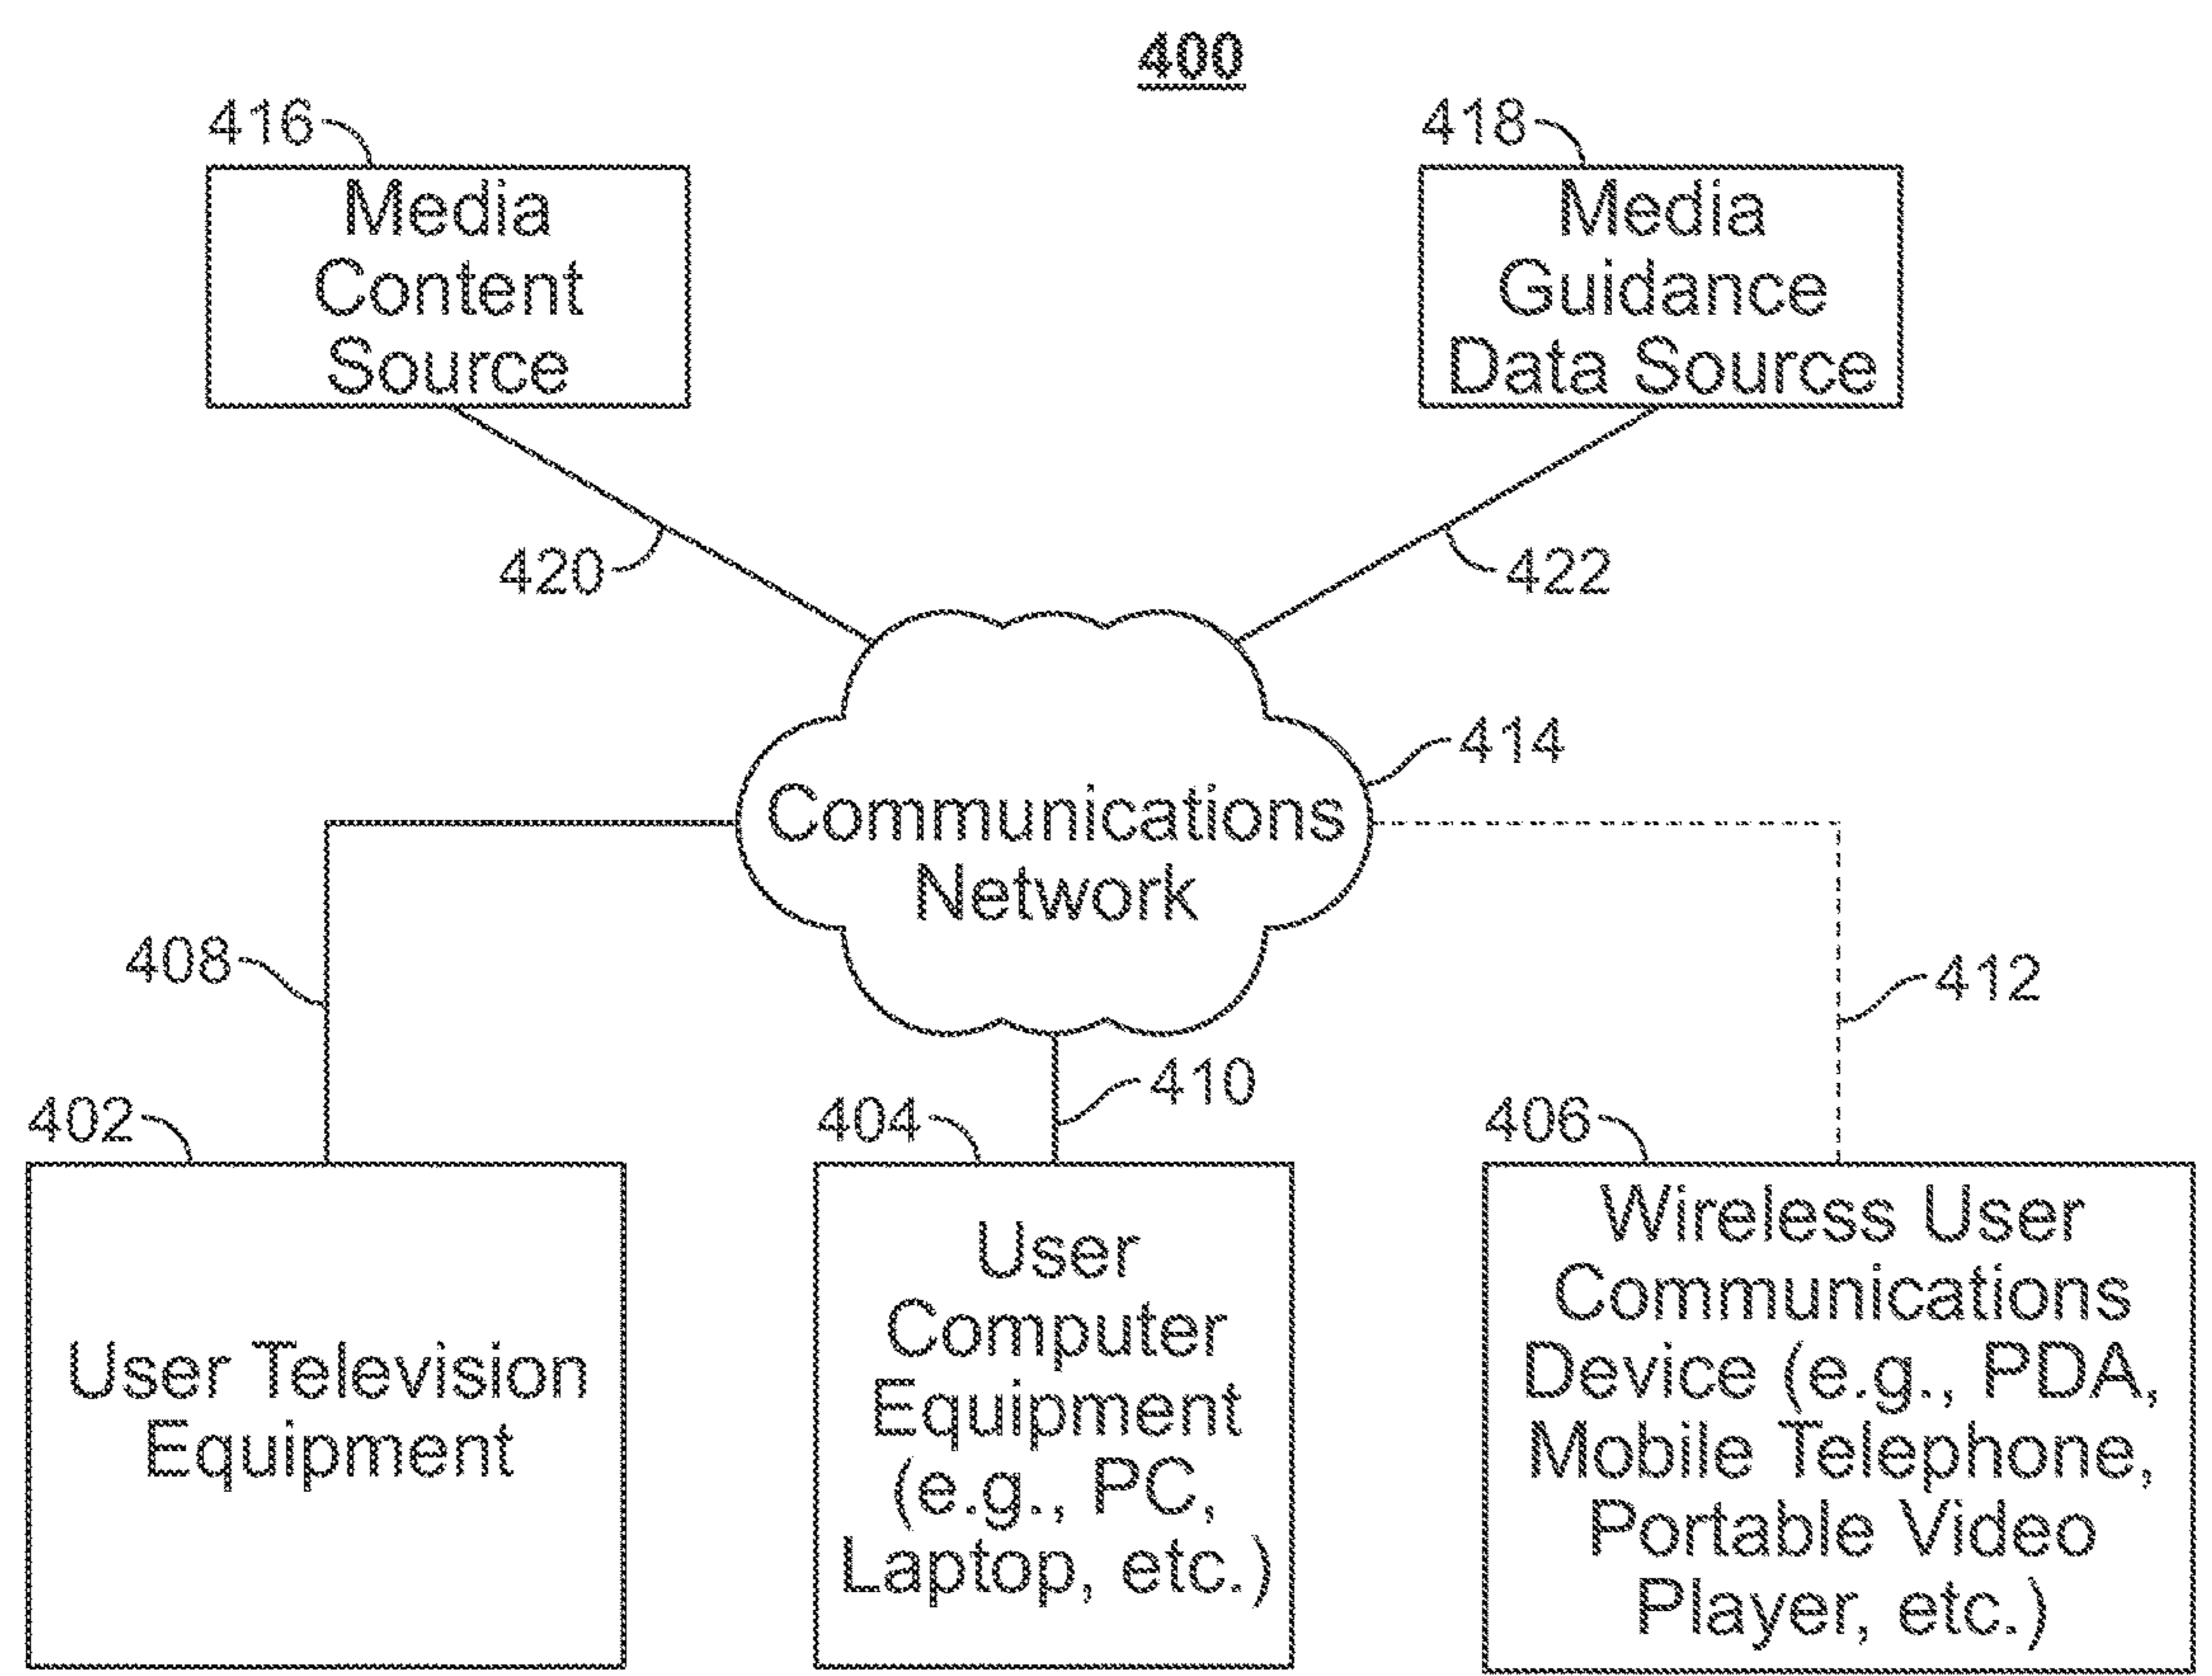 400
416
Media
Content
Source
418
Media
Guidance
Data Source
420
422
414
Communications
Network
408
412
410
402
User Television
Equipment
404
User
Computer
Equipment
(e.g., PC,
Laptop, etc.)
406
Wireless User
Communications
Device (e.g., PDA,
Mobile Telephone,
Portable Video
Player, etc.)